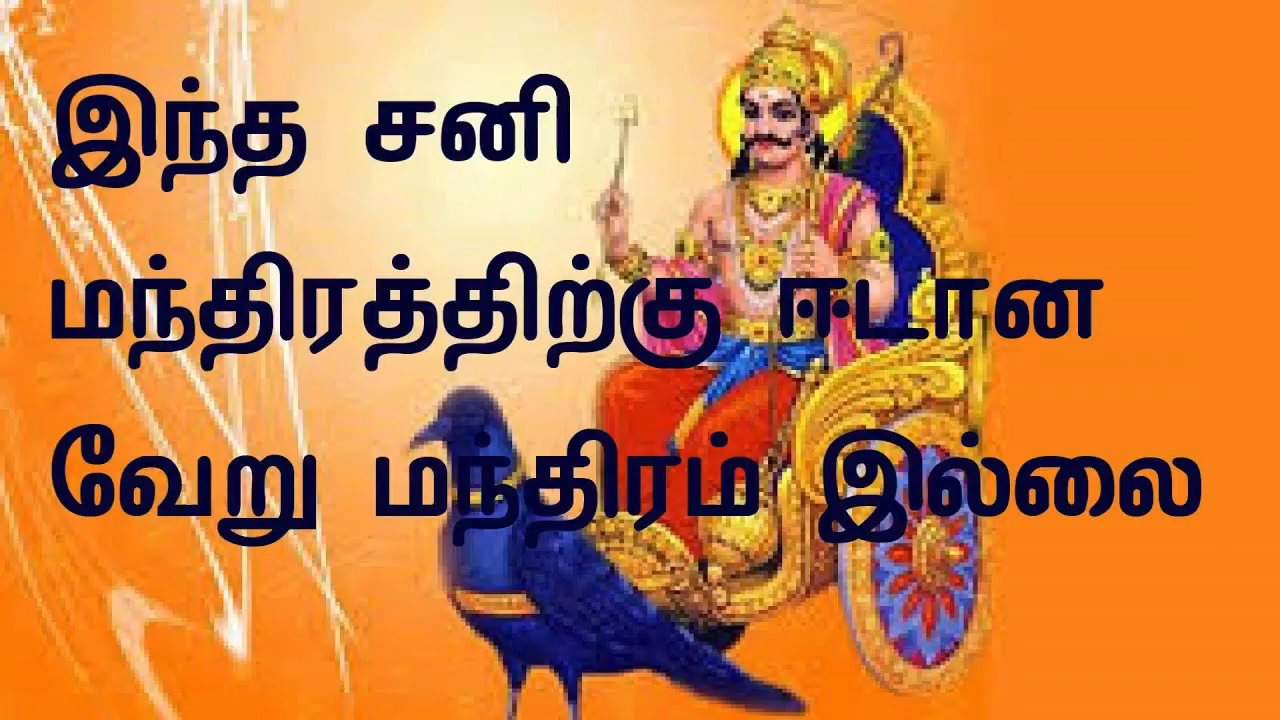 இந்த சனி
மந்திரத்திற்கு ஈடான
வேறு மந்திரம் இல்லை